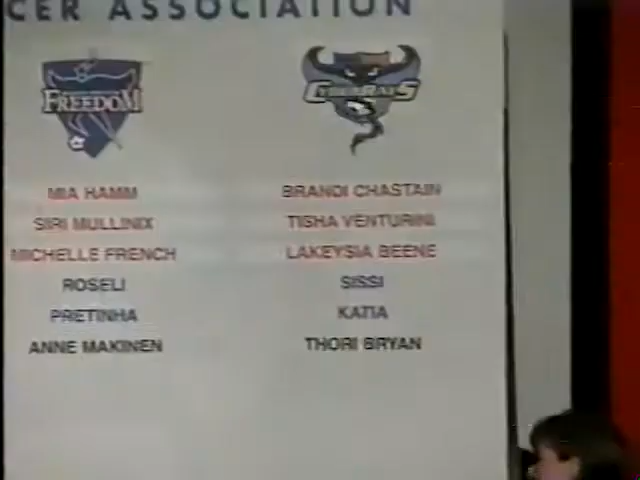 CER ASSOCIATION
FREEDOM
CYBERRAYS
MIA HAMM
BRANDI CHASTAIN
SIRI MULLINIX
TISHA VENTURINI
MICHELLE FRENCH
LAKEYSIA BEENE
ROSELI
SISSI
PRETINHA
KATIA
ANNE MAKINEN
THORI BRYAN